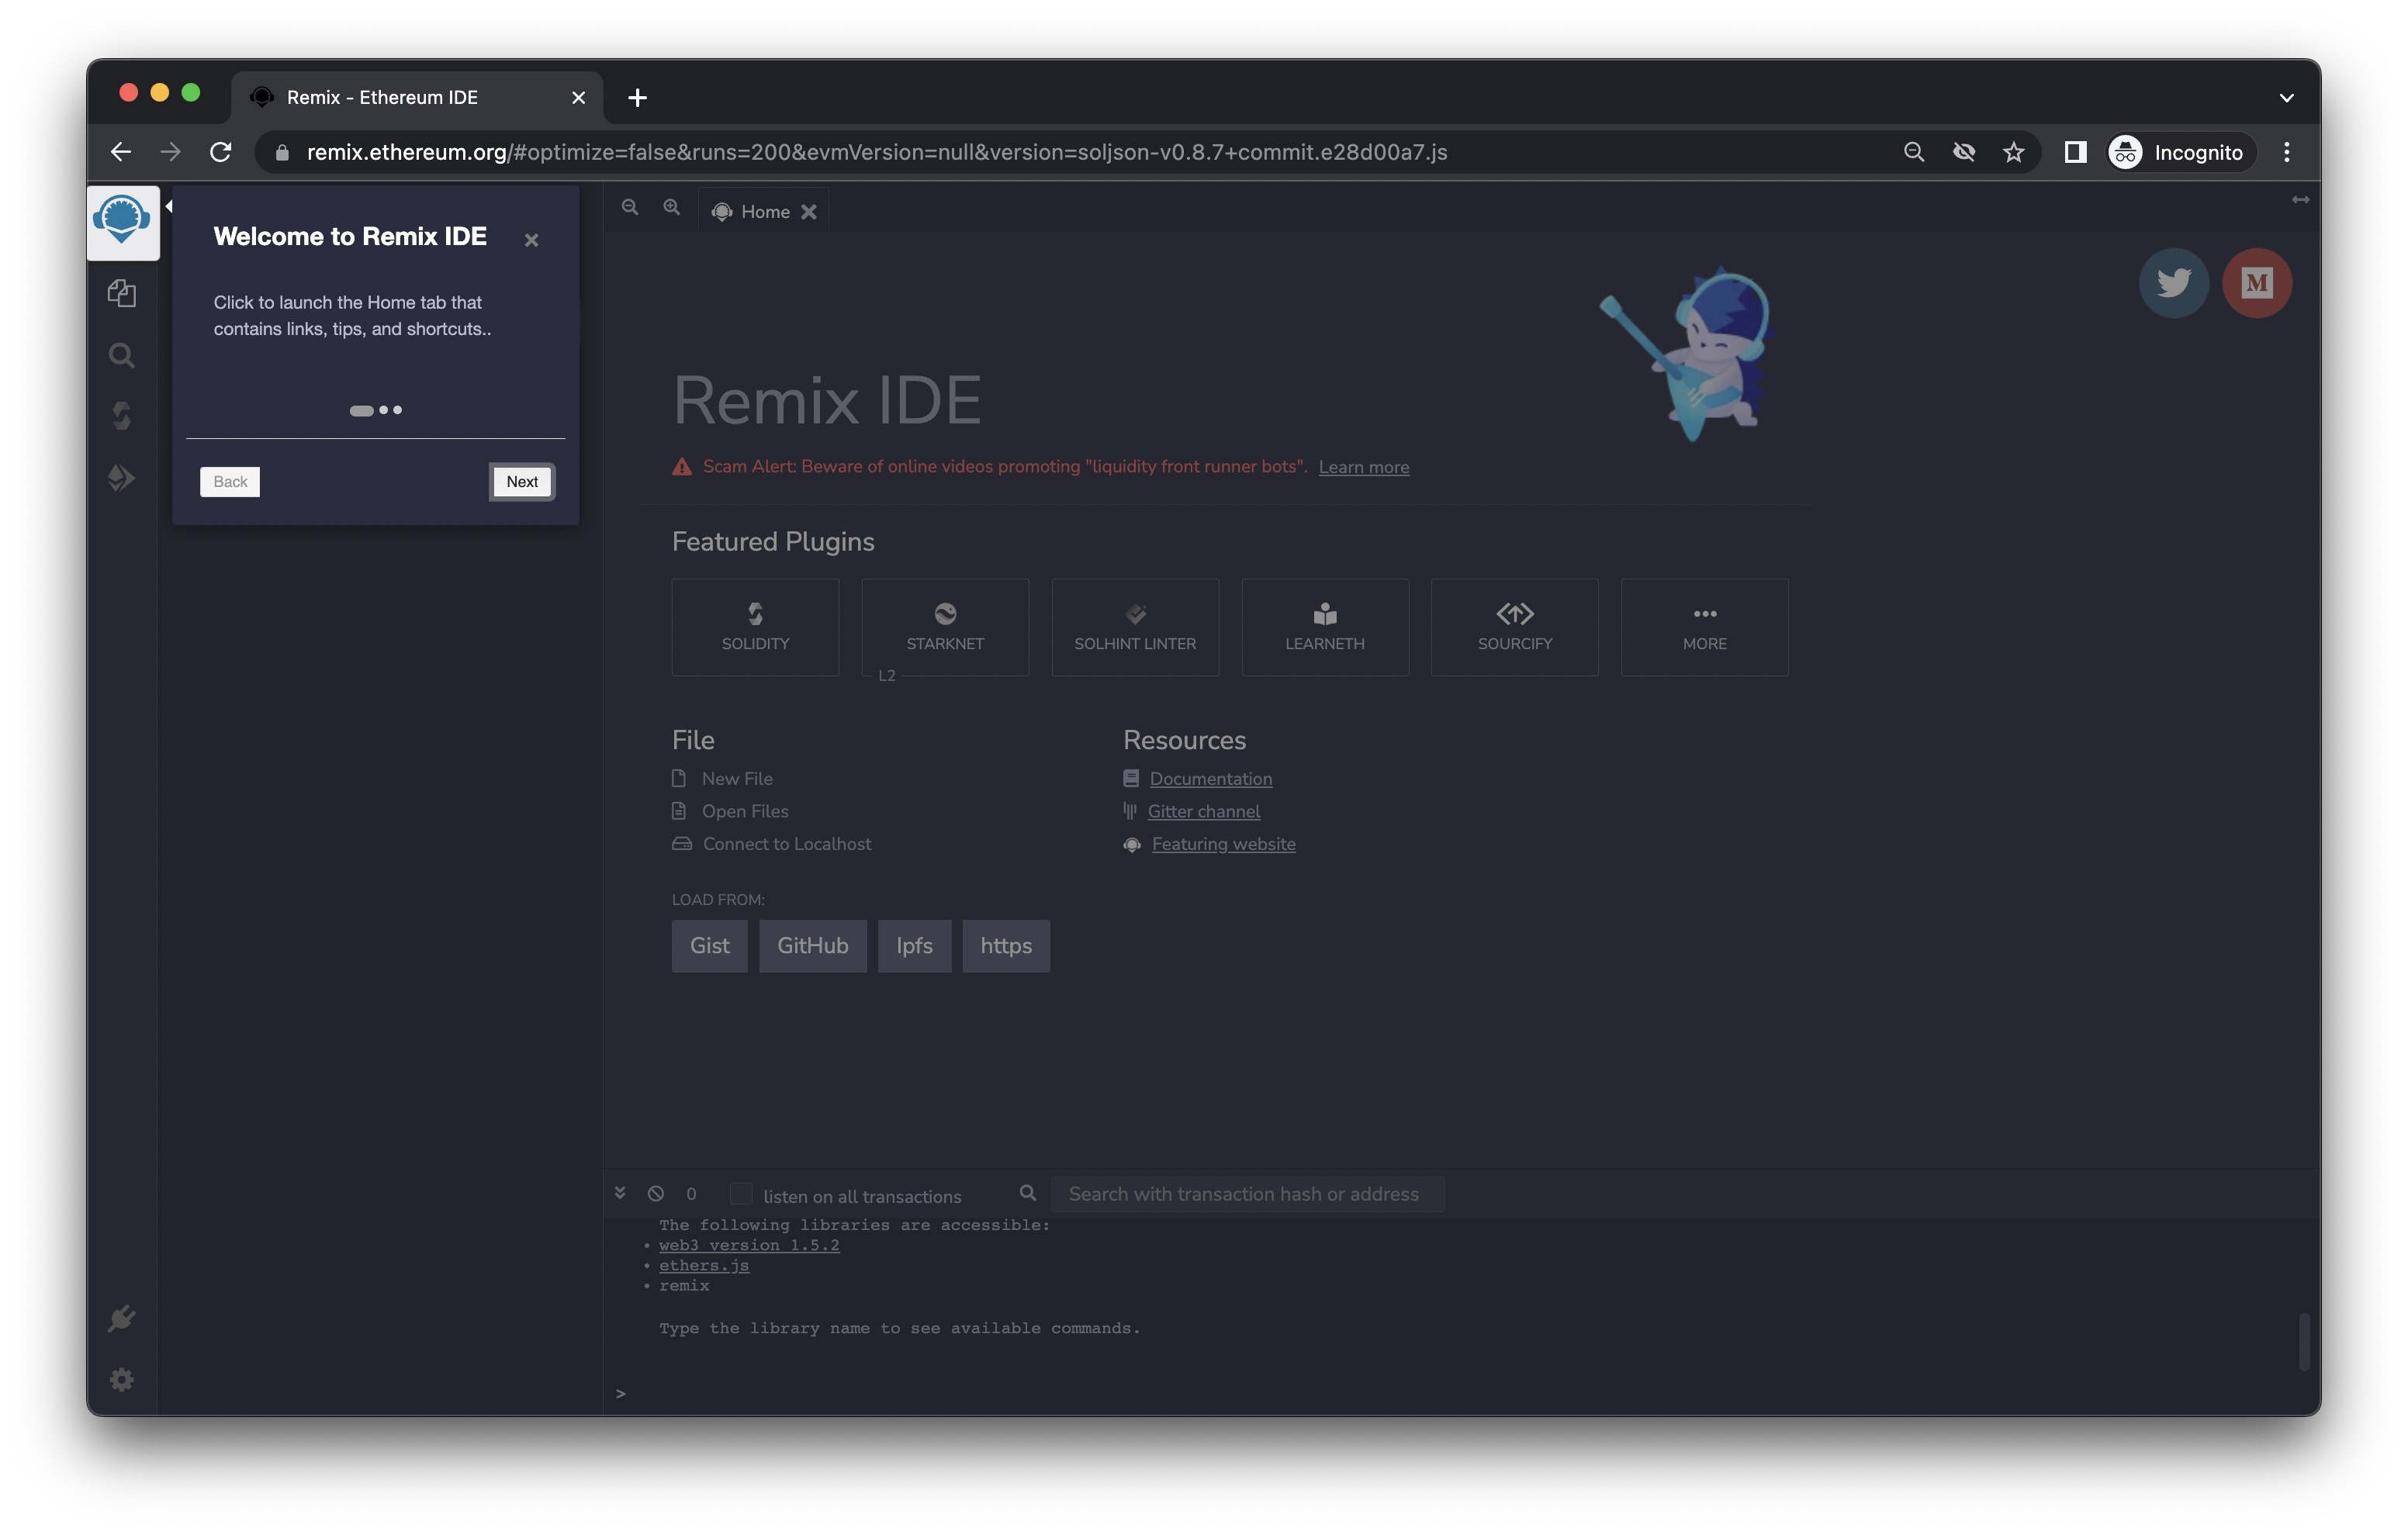 Remix - Ethereum IDE
remix.ethereum.org/#optimize=false&runs=200&evmVersion=null&version=soljson-v0.8.7+commit.e28d00a7.js
Incognito
Welcome to Remix IDE
Click to launch the Home tab that
contains links, tips, and shortcuts..
Back
Next
Home
M
Remix IDE
Scam Alert: Beware of online videos promoting "liquidity front runner bots". Learn more
Featured Plugins
SOLIDITY
STARKNET
L2
SOLHINT LINTER
LEARNETH
SOURCIFY
MORE
File
New File
Open Files
Connect to Localhost
Resources
Documentation
Gitter channel
Featuring website
LOAD FROM:
Gist
GitHub
Ipfs
https
0
listen on all transactions
Search with transaction hash or address
The following libraries are accessible:
• web3 version 1.5.2
• ethers.js
• remix
Type the library name to see available commands.
>